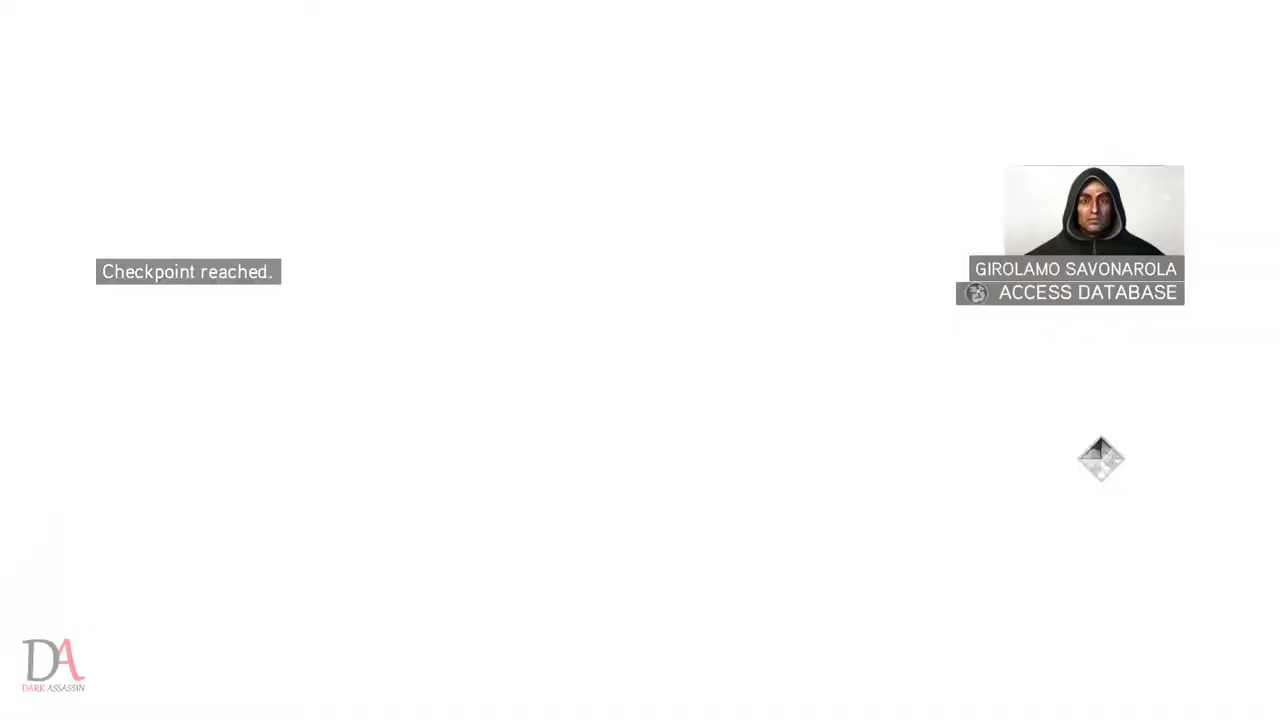 Checkpoint reached.
GIROLAMO SAVONAROLA
ACCESS DATABASE
DA
DARK ASSASSIN